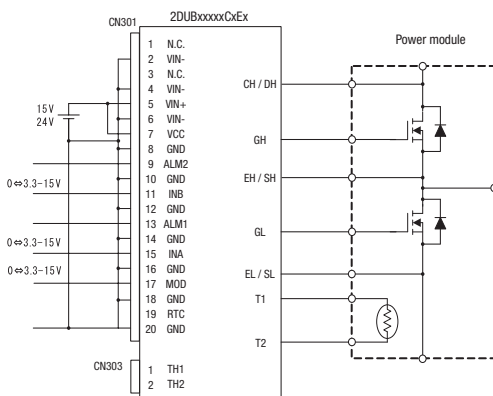 2DUBxxxxxCxEx
CN301
Power module
1 N.C.
2 VIN-
3 N.C.
4 VIN-
5 VIN+
6 VIN-
7 VCC
8 GND
9 ALM2
10 GND
11 INB
12 GND
13 ALM1
14 GND
15 INA
16 GND
17 MOD
18 GND
19 RTC
20 GND
15V
24V
0⇔3.3-15V
0⇔3.3-15V
0⇔3.3-15V
CH / DH
GH
EH / SH
GL
EL / SL
T1
T2
CN303
1 TH1
2 TH2